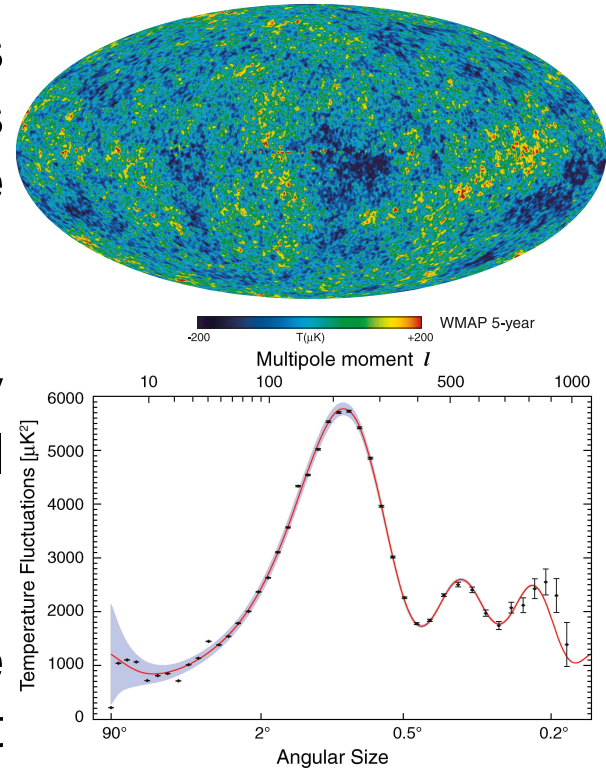 s
s
e
WMAP 5-year
-200 T(μK) +200
Multipole moment l
10 100 500 1000
6000
5000
4000
3000
2000
1000
0
Temperature Fluctuations [μK²]
90° 2° 0.5° 0.2°
Angular Size
e